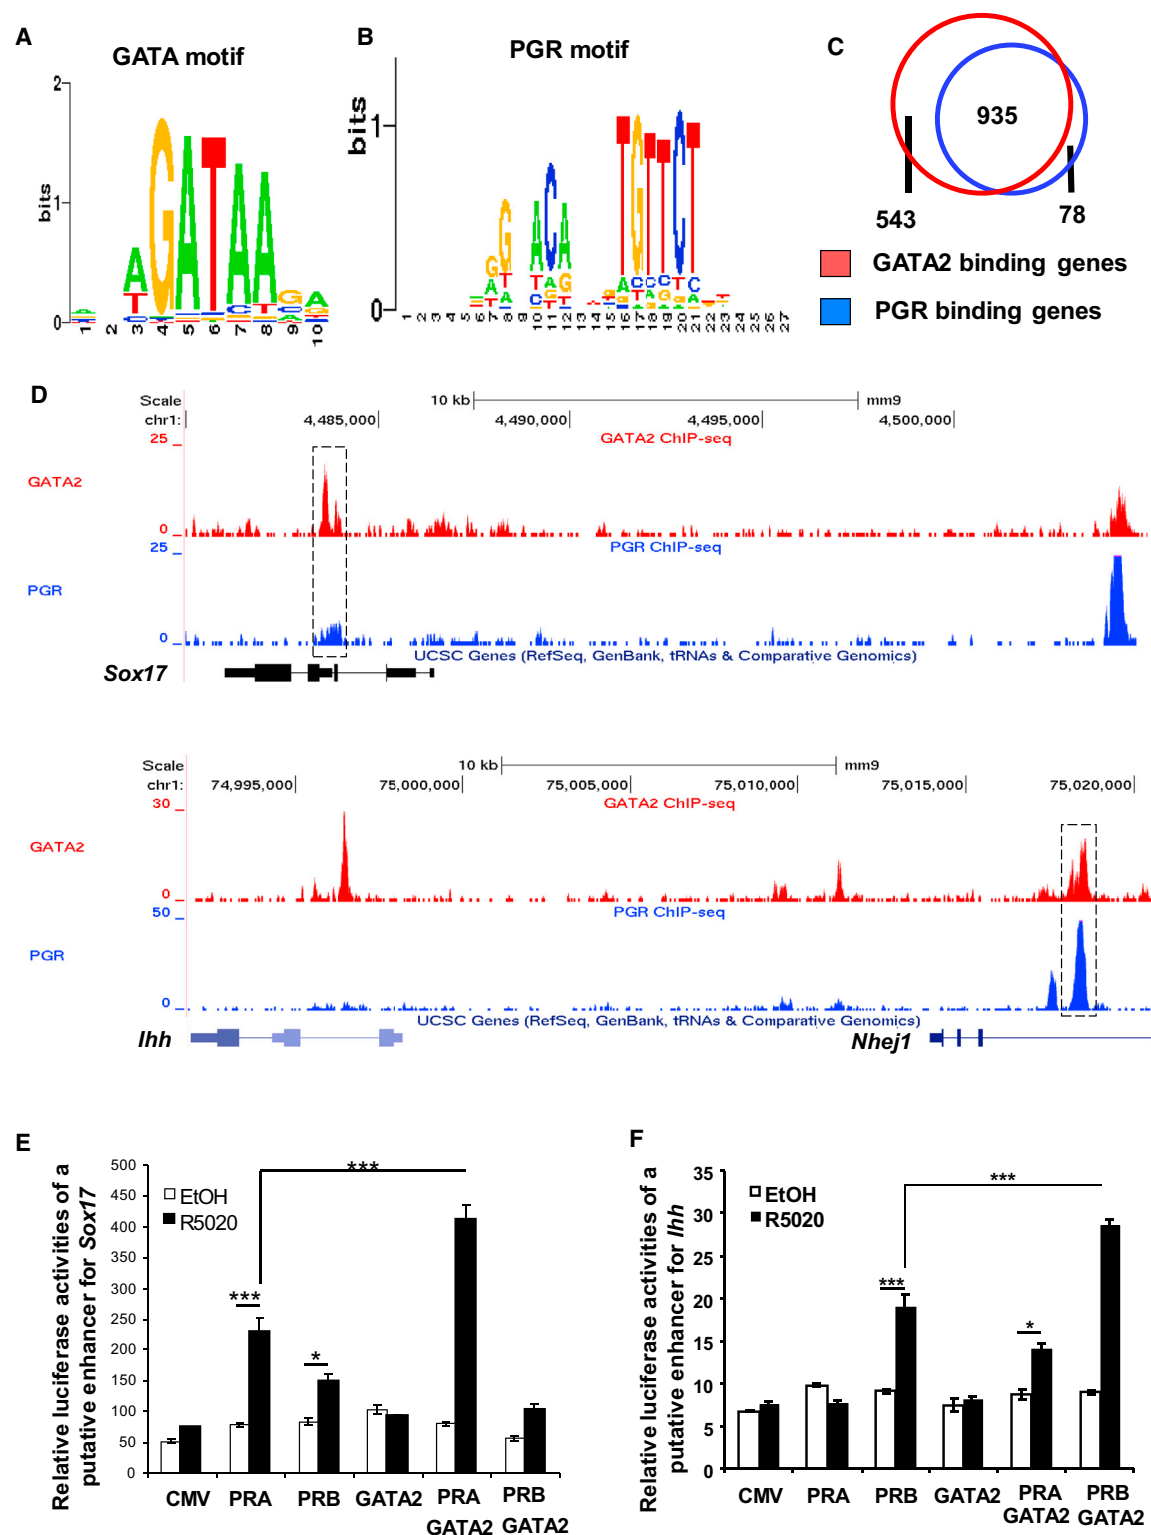 A
GATA motif
2
1
0
bits
1 2 3 4 5 6 7 8 9 10
B
PGR motif
bits
1
0
1 2 3 4 5 6 7 8 9 10 11 12 13 14 15 16 17 18 19 20 21 22 23 24 25 26 27
C
935
543
78
GATA2 binding genes
PGR binding genes
D
Scale
10 kb
mm9
chr1:
4,485,000
4,490,000
4,495,000
4,500,000
25
GATA2 ChIP-seq
GATA2
0
25
PGR ChIP-seq
PGR
0
UCSC Genes (RefSeq, GenBank, tRNAs & Comparative Genomics)
Sox17
Scale
10 kb
mm9
chr1:
74,995,000
75,000,000
75,005,000
75,010,000
75,015,000
75,020,000
30
GATA2 ChIP-seq
GATA2
0
50
PGR ChIP-seq
PGR
0
UCSC Genes (RefSeq, GenBank, tRNAs & Comparative Genomics)
Ihh
Nhej1
E
Relative luciferase activities of a
putative enhancer for Sox17
500
450
400
350
300
250
200
150
100
50
0
EtOH
R5020
***
***
*
CMV PRA PRB GATA2 PRA PRB
GATA2 GATA2
F
Relative luciferase activities of a
putative enhancer for Ihh
35
30
25
20
15
10
5
0
EtOH
R5020
***
***
*
CMV PRA PRB GATA2 PRA PRB
GATA2 GATA2